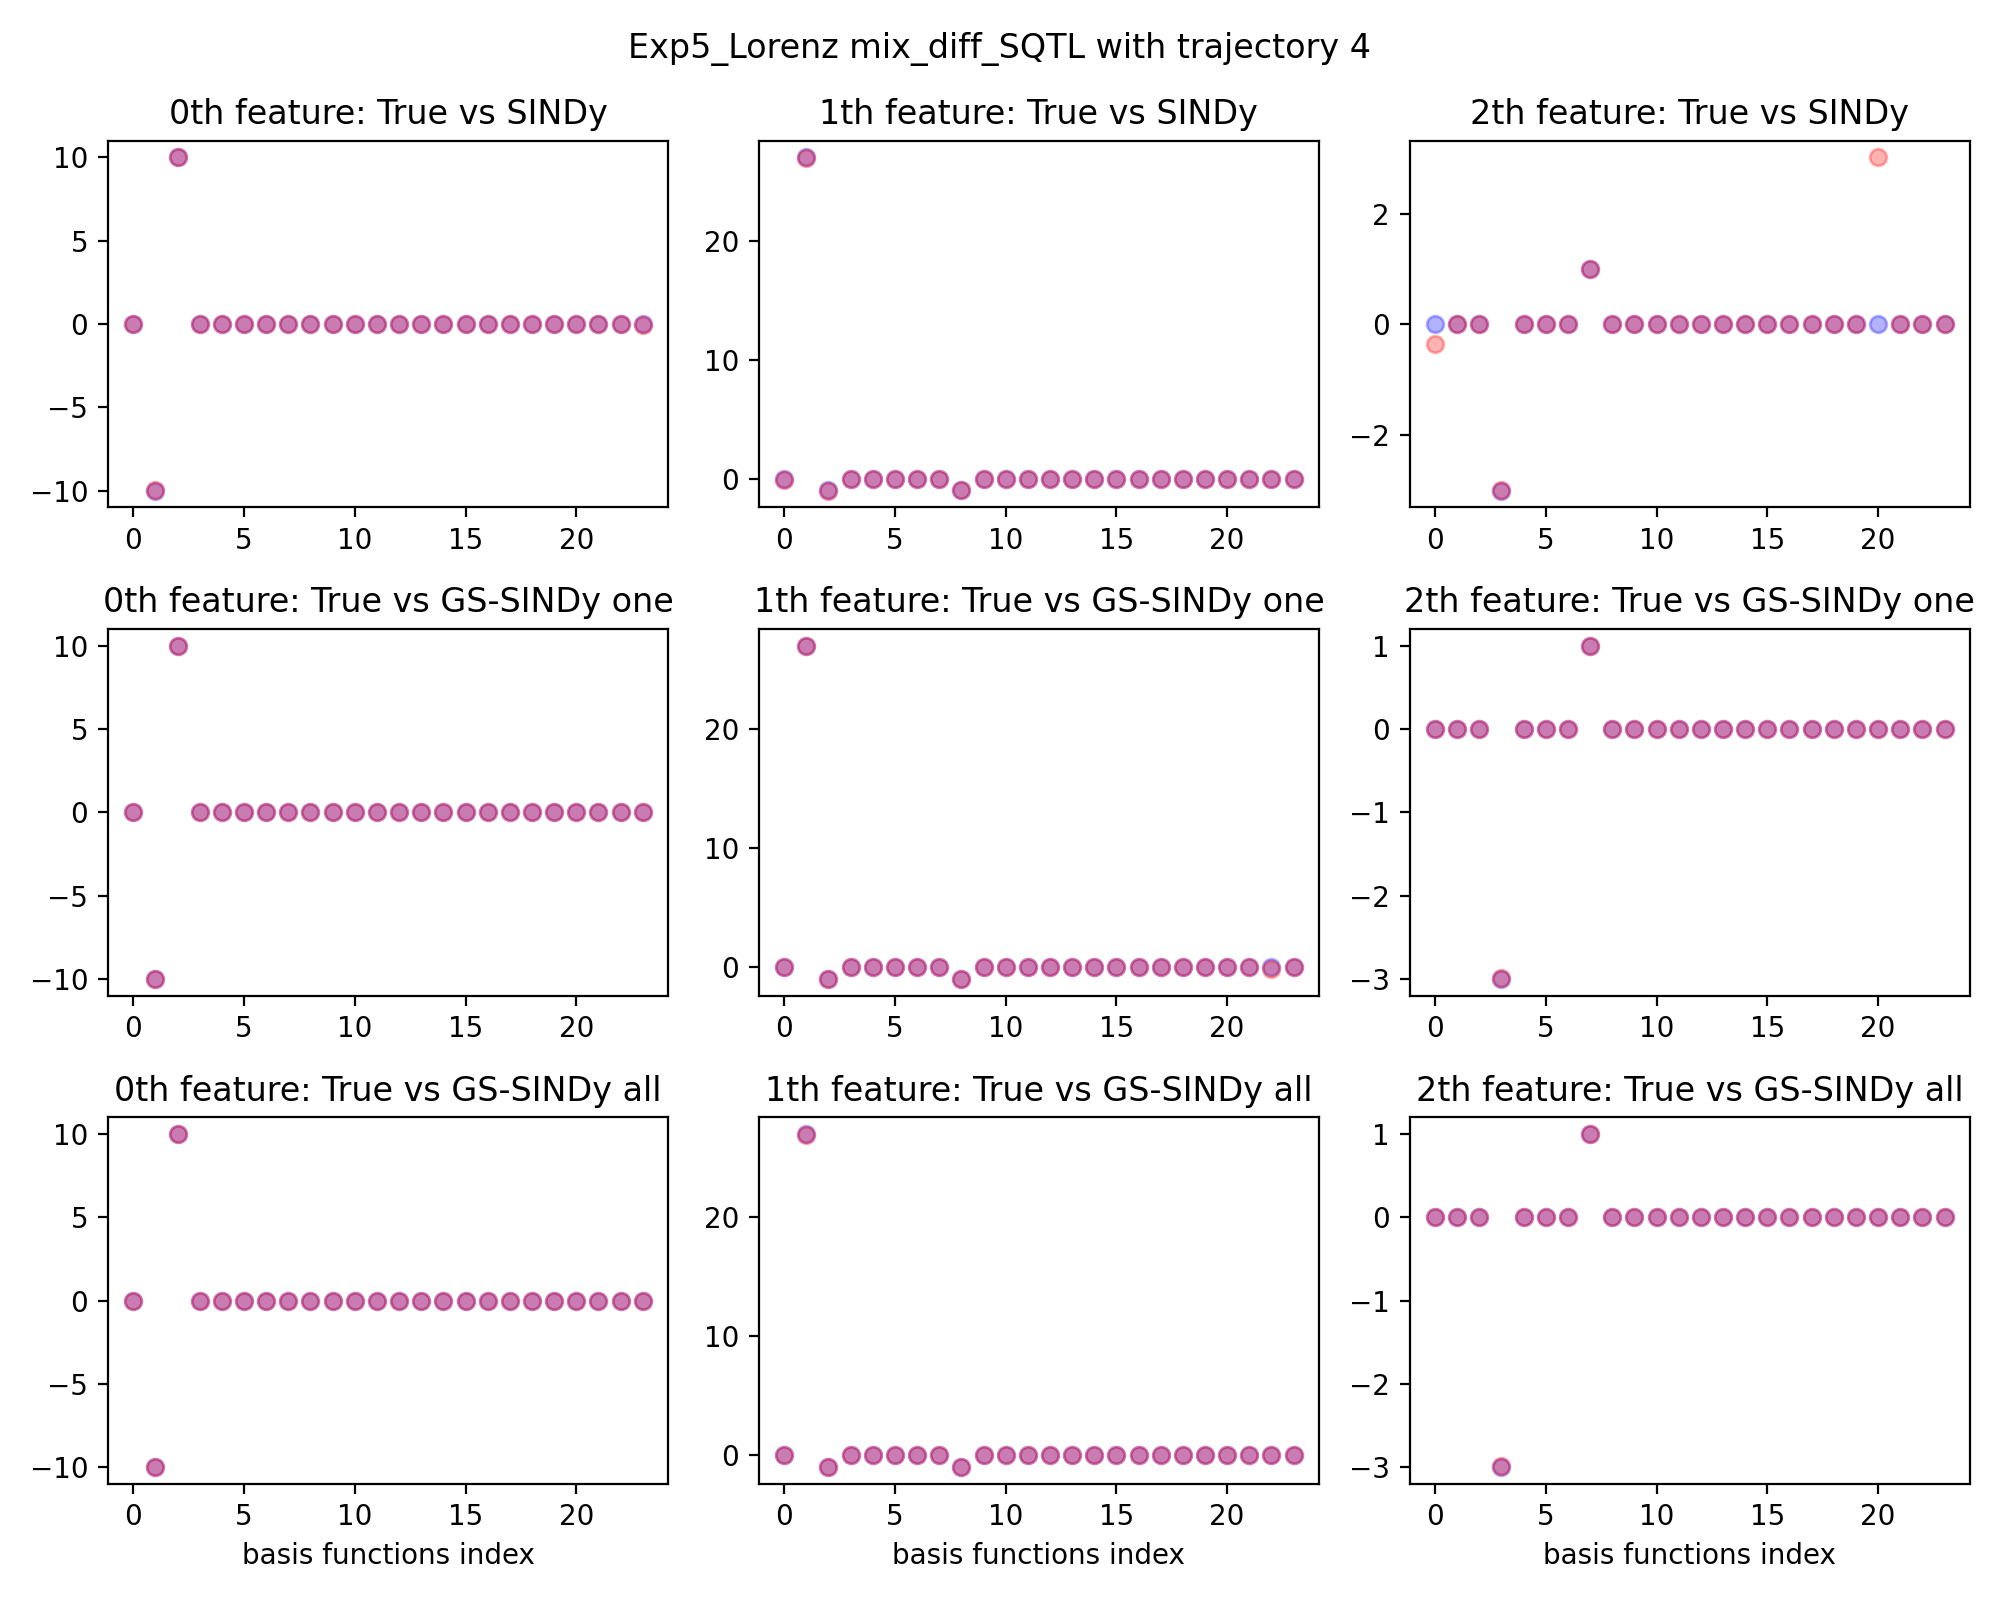 Exp5_Lorenz mix_diff_SQTL with trajectory 4
0th feature: True vs SINDy
1th feature: True vs SINDy
2th feature: True vs SINDy
10
5
0
−5
−10
0 5 10 15 20
20
10
0
0 5 10 15 20
2
0
−2
0 5 10 15 20
0th feature: True vs GS-SINDy one
1th feature: True vs GS-SINDy one
2th feature: True vs GS-SINDy one
10
5
0
−5
−10
0 5 10 15 20
20
10
0
0 5 10 15 20
1
0
−1
−2
−3
0 5 10 15 20
0th feature: True vs GS-SINDy all
1th feature: True vs GS-SINDy all
2th feature: True vs GS-SINDy all
10
5
0
−5
−10
0 5 10 15 20
20
10
0
0 5 10 15 20
1
0
−1
−2
−3
0 5 10 15 20
basis functions index
basis functions index
basis functions index